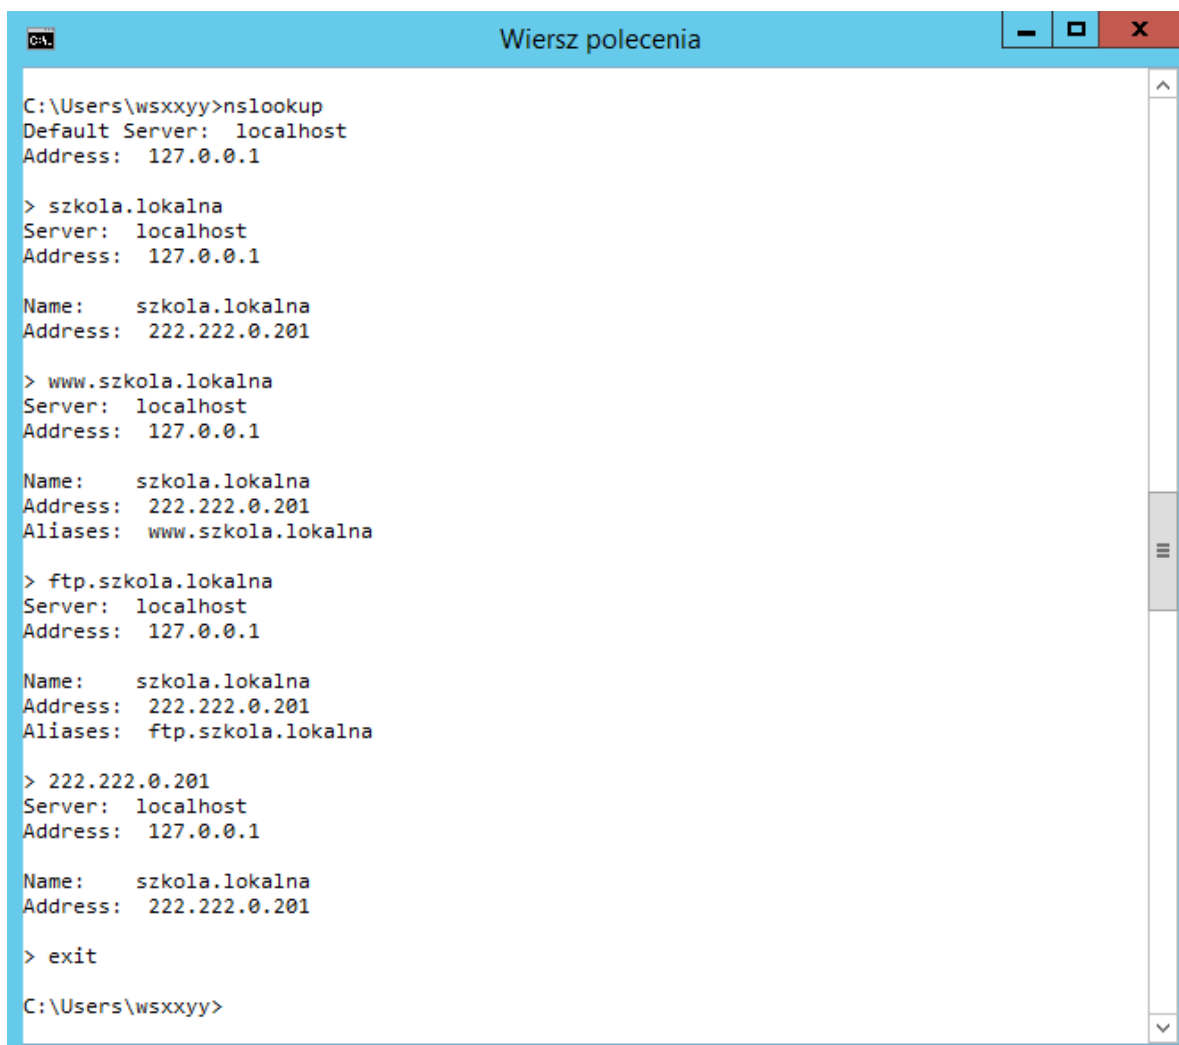 Wiersz polecenia
C:\Users\wsxxyy>nslookup
Default Server:  localhost
Address:  127.0.0.1
> szkola.lokalna
Server:  localhost
Address:  127.0.0.1
Name:    szkola.lokalna
Address:  222.222.0.201
> www.szkola.lokalna
Server:  localhost
Address:  127.0.0.1
Name:    szkola.lokalna
Address:  222.222.0.201
Aliases:  www.szkola.lokalna
> ftp.szkola.lokalna
Server:  localhost
Address:  127.0.0.1
Name:    szkola.lokalna
Address:  222.222.0.201
Aliases:  ftp.szkola.lokalna
> 222.222.0.201
Server:  localhost
Address:  127.0.0.1
Name:    szkola.lokalna
Address:  222.222.0.201
> exit
C:\Users\wsxxyy>